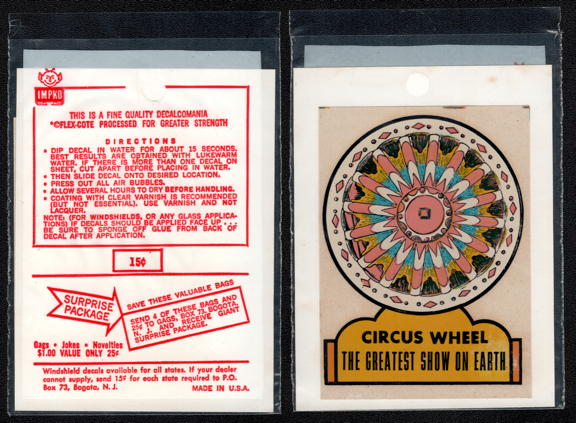 IMPKO
THIS IS A FINE QUALITY DECALCOMANIA
*©FLEX-COTE PROCESSED FOR GREATER STRENGTH
DIRECTIONS
• DIP DECAL IN WATER FOR ABOUT 15 SECONDS.
BEST RESULTS ARE OBTAINED WITH LUKEWARM
WATER. IF THERE IS MORE THAN ONE DECAL ON
SHEET, CUT APART BEFORE PLACING IN WATER.
• THEN SLIDE DECAL ONTO DESIRED LOCATION.
• PRESS OUT ALL AIR BUBBLES.
• ALLOW SEVERAL HOURS TO DRY BEFORE HANDLING.
• COATING WITH CLEAR VARNISH IS RECOMMENDED
(BUT NOT ESSENTIAL). USE VARNISH AND NOT
LACQUER.
NOTE: (FOR WINDSHIELDS, OR ANY GLASS APPLICA-
TIONS) IF DECALS SHOULD BE APPLIED FACE UP . . .
BE SURE TO SPONGE OFF GLUE FROM BACK OF
DECAL AFTER APPLICATION.
15¢
SURPRISE
PACKAGE
SAVE THESE VALUABLE BAGS
SEND 4 OF THESE BAGS AND
25¢ TO GAGS, BOX 73, BOGOTA,
N. J. AND RECEIVE GIANT
SURPRISE PACKAGE.
Gags • Jokes • Novelties
$1.00 VALUE ONLY 25¢
Windshield decals available for all states. If your dealer
cannot supply, send 15¢ for each state required to P.O.
Box 73, Bogota, N. J.
MADE IN U.S.A.
CIRCUS WHEEL
THE GREATEST SHOW ON EARTH